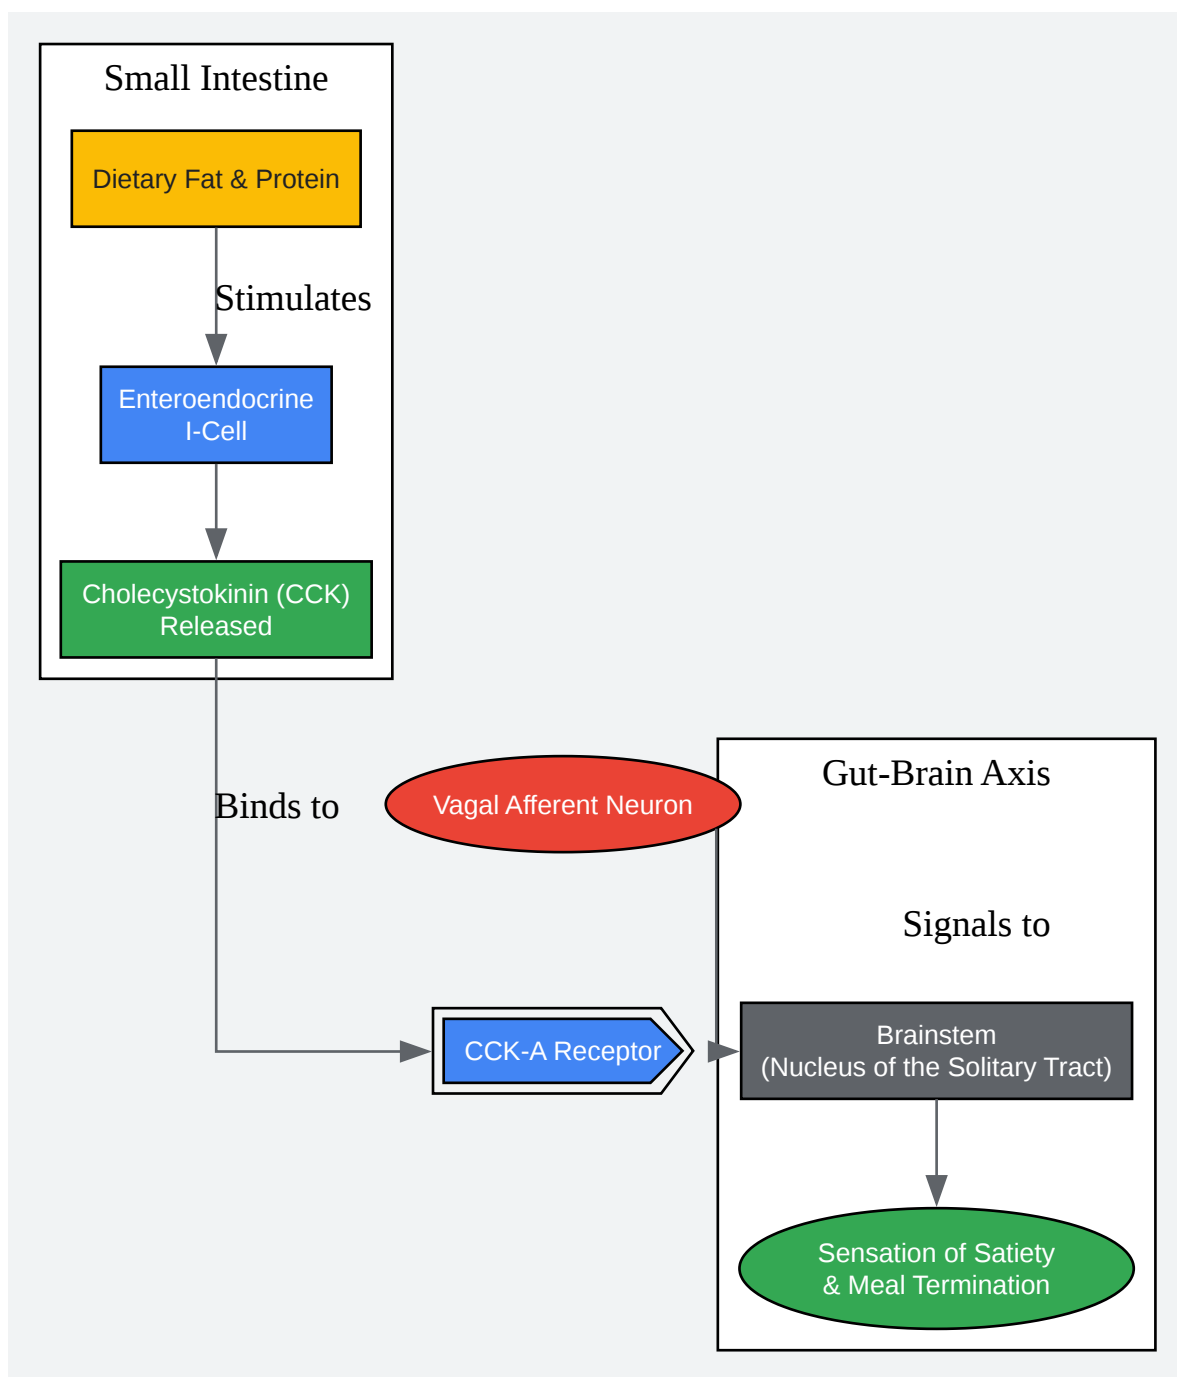 Small Intestine
Dietary Fat & Protein
Stimulates
Enteroendocrine
I-Cell
Cholecystokinin (CCK)
Released
Binds to
Vagal Afferent Neuron
Gut-Brain Axis
Signals to
CCK-A Receptor
Brainstem
(Nucleus of the Solitary Tract)
Sensation of Satiety
& Meal Termination